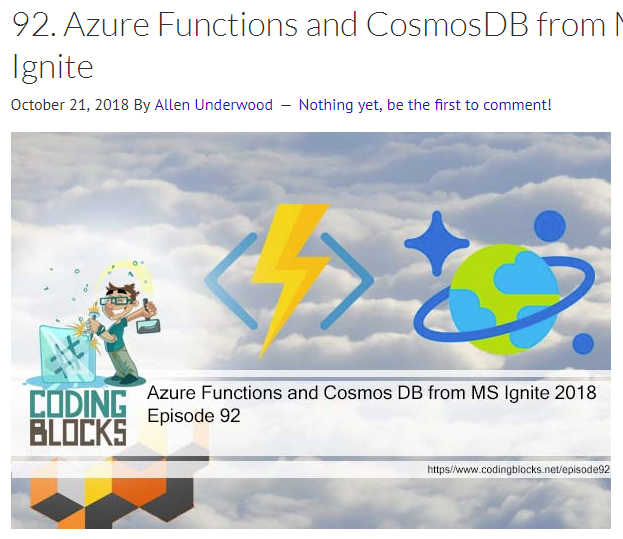 92. Azure Functions and CosmosDB from
Ignite
October 21, 2018 By Allen Underwood — Nothing yet, be the first to comment!
CODING
BLOCKS
Azure Functions and Cosmos DB from MS Ignite 2018
Episode 92
https//www.codingblocks.net/episode92